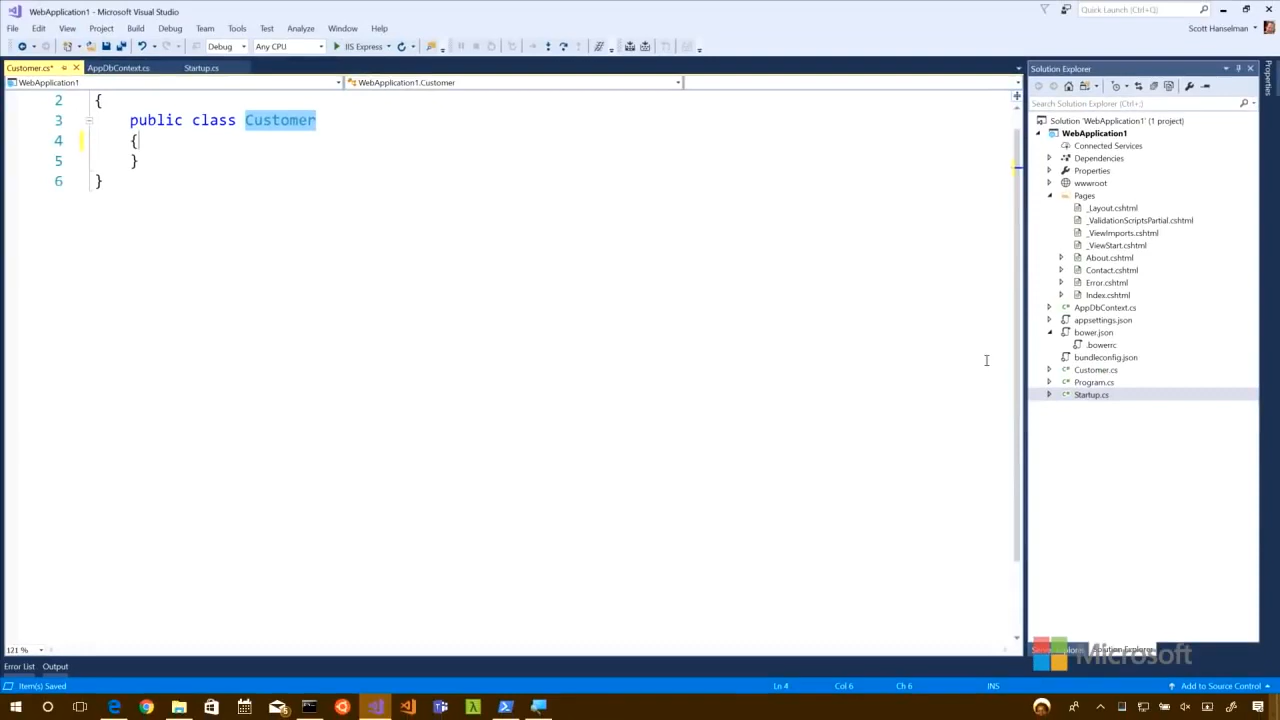 WebApplication1 - Microsoft Visual Studio
Quick Launch (Ctrl+Q)
File Edit View Project Build Debug Team Tools Test Analyze Window Help
Scott Hanselman
Debug Any CPU IIS Express
Customer.cs* AppDbContext.cs Startup.cs
WebApplication1 WebApplication1.Customer
2 {
3 public class Customer
4 {
5 }
6 }
Solution Explorer
Search Solution Explorer (Ctrl+;)
Solution 'WebApplication1' (1 project)
WebApplication1
Connected Services
Dependencies
Properties
wwwroot
Pages
_Layout.cshtml
_ValidationScriptsPartial.cshtml
_ViewImports.cshtml
_ViewStart.cshtml
About.cshtml
Contact.cshtml
Error.cshtml
Index.cshtml
AppDbContext.cs
appsettings.json
bower.json
.bowerrc
bundleconfig.json
Customer.cs
Program.cs
Startup.cs
Properties
121 %
Server Explorer Solution Explorer
Microsoft
Error List Output
Item(s) Saved Ln 4 Col 6 Ch 6 INS Add to Source Control